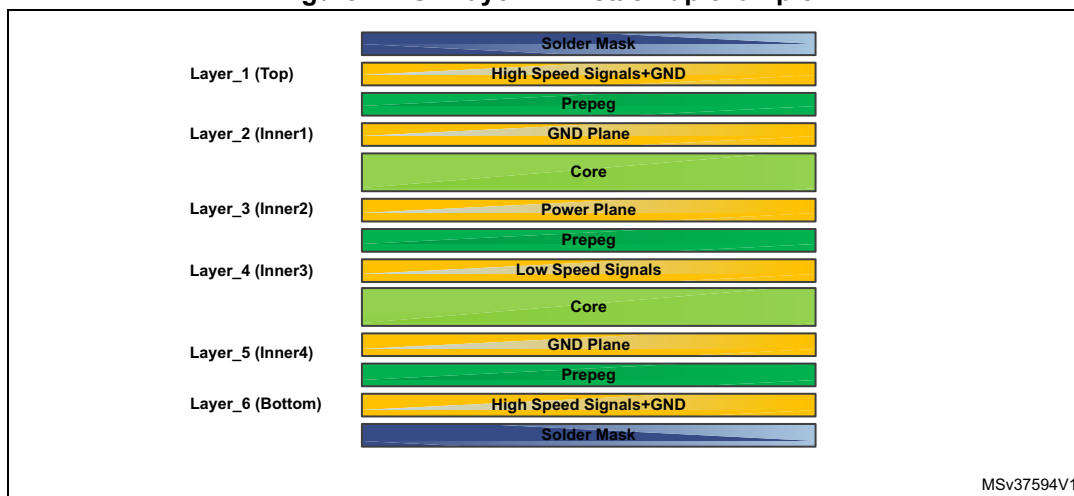 Solder Mask
Layer_1 (Top) High Speed Signals+GND
Prepeg
Layer_2 (Inner1) GND Plane
Core
Layer_3 (Inner2) Power Plane
Prepeg
Layer_4 (Inner3) Low Speed Signals
Core
Layer_5 (Inner4) GND Plane
Prepeg
Layer_6 (Bottom) High Speed Signals+GND
Solder Mask
MSv37594V1